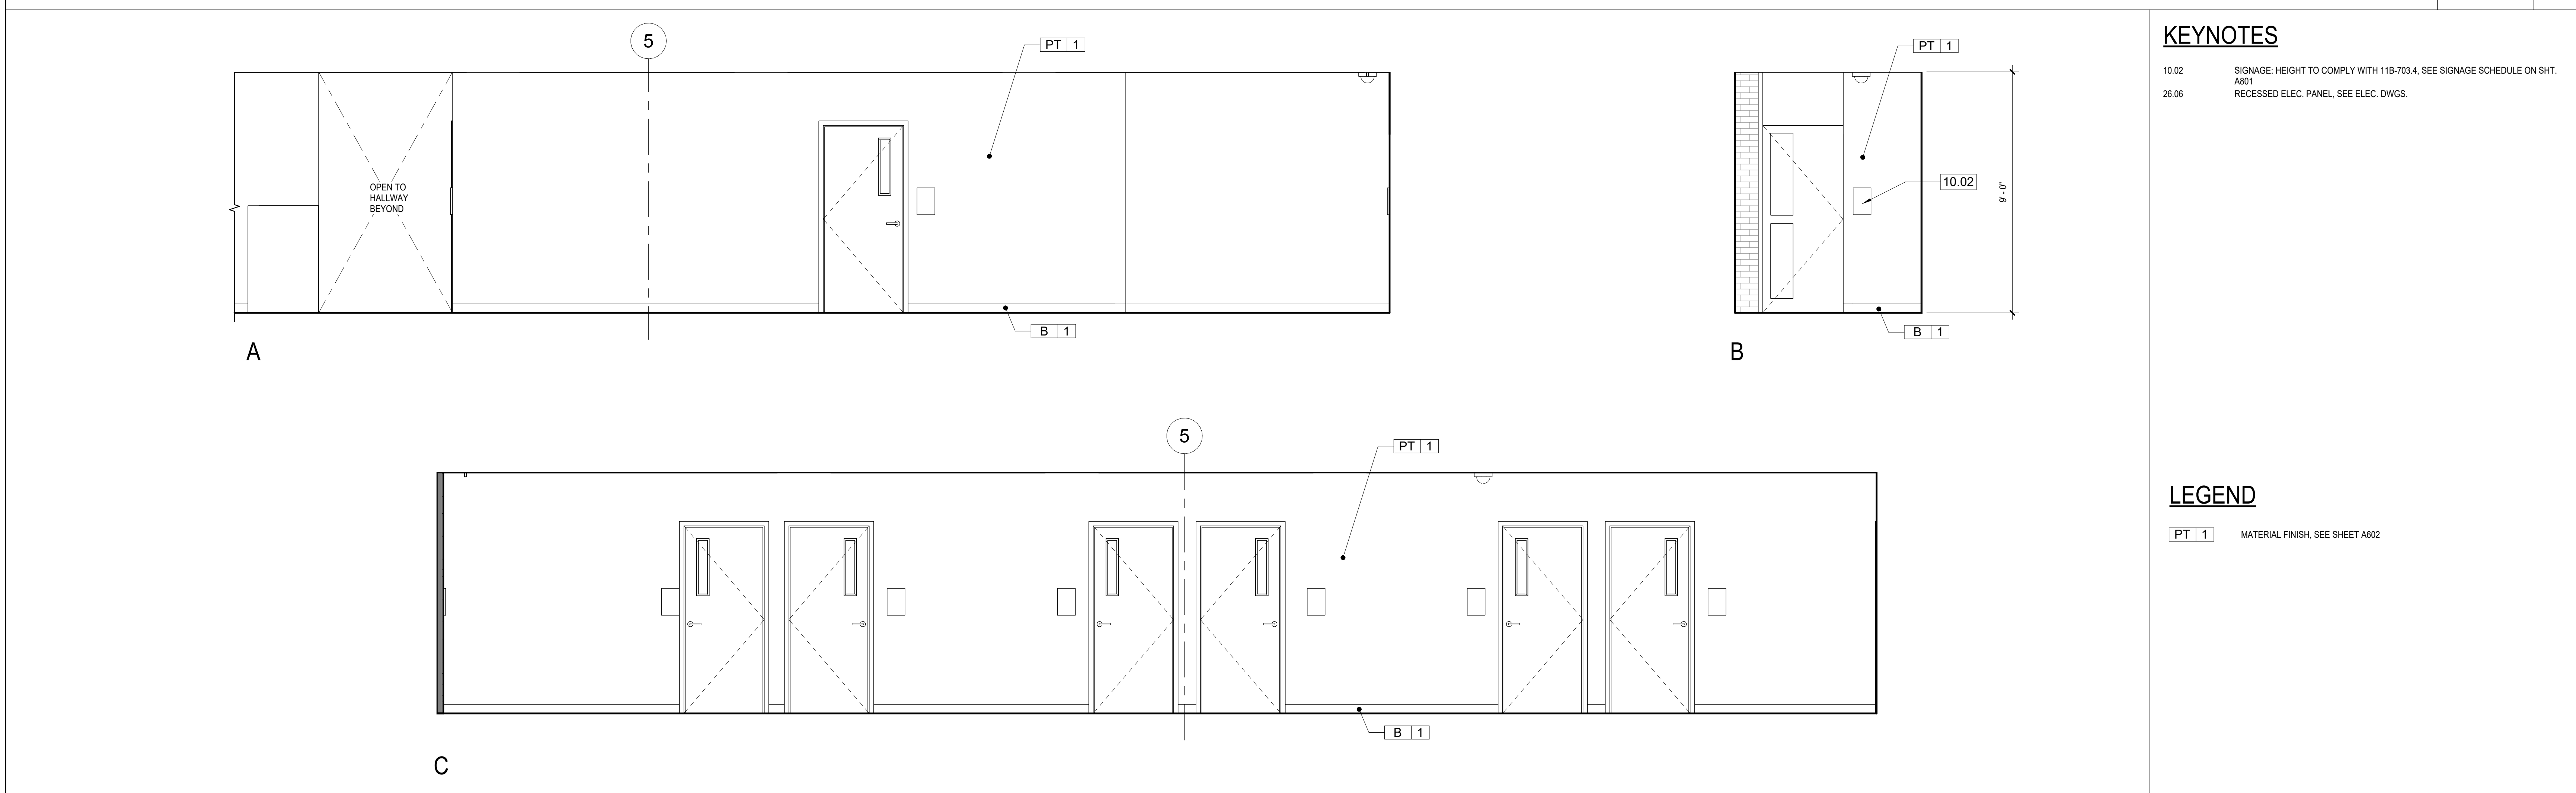 5
PT 1
OPEN TO
HALLWAY
BEYOND
B 1
A
PT 1
10.02
9' - 0"
B 1
B
5
PT 1
B 1
C
KEYNOTES
10.02 SIGNAGE: HEIGHT TO COMPLY WITH 11B-703.4, SEE SIGNAGE SCHEDULE ON SHT.
A801
26.06 RECESSED ELEC. PANEL, SEE ELEC. DWGS.
LEGEND
PT 1 MATERIAL FINISH, SEE SHEET A602